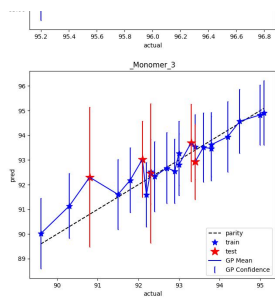 95.2 95.4 95.6 95.8 96.0 96.2 96.4 96.6 96.8
actual
_Monomer_3
96
95
94
93
92
91
90
89
pred
parity
train
test
GP Mean
GP Confidence
90 91 92 93 94 95
actual